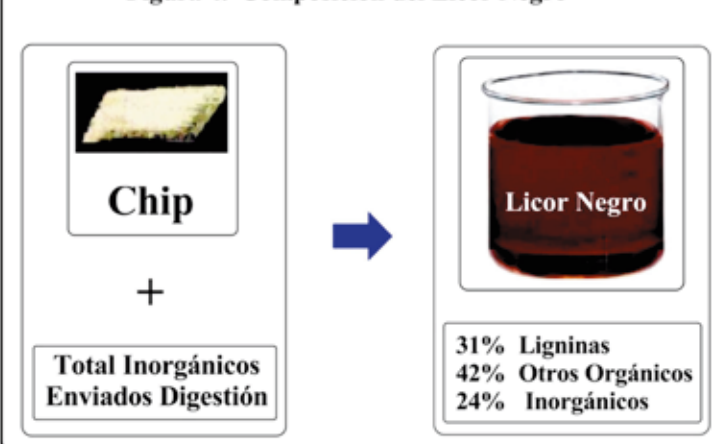 Chip
+
Total Inorgánicos
Enviados Digestión
Licor Negro
31% Ligninas
42% Otros Orgánicos
24% Inorgánicos